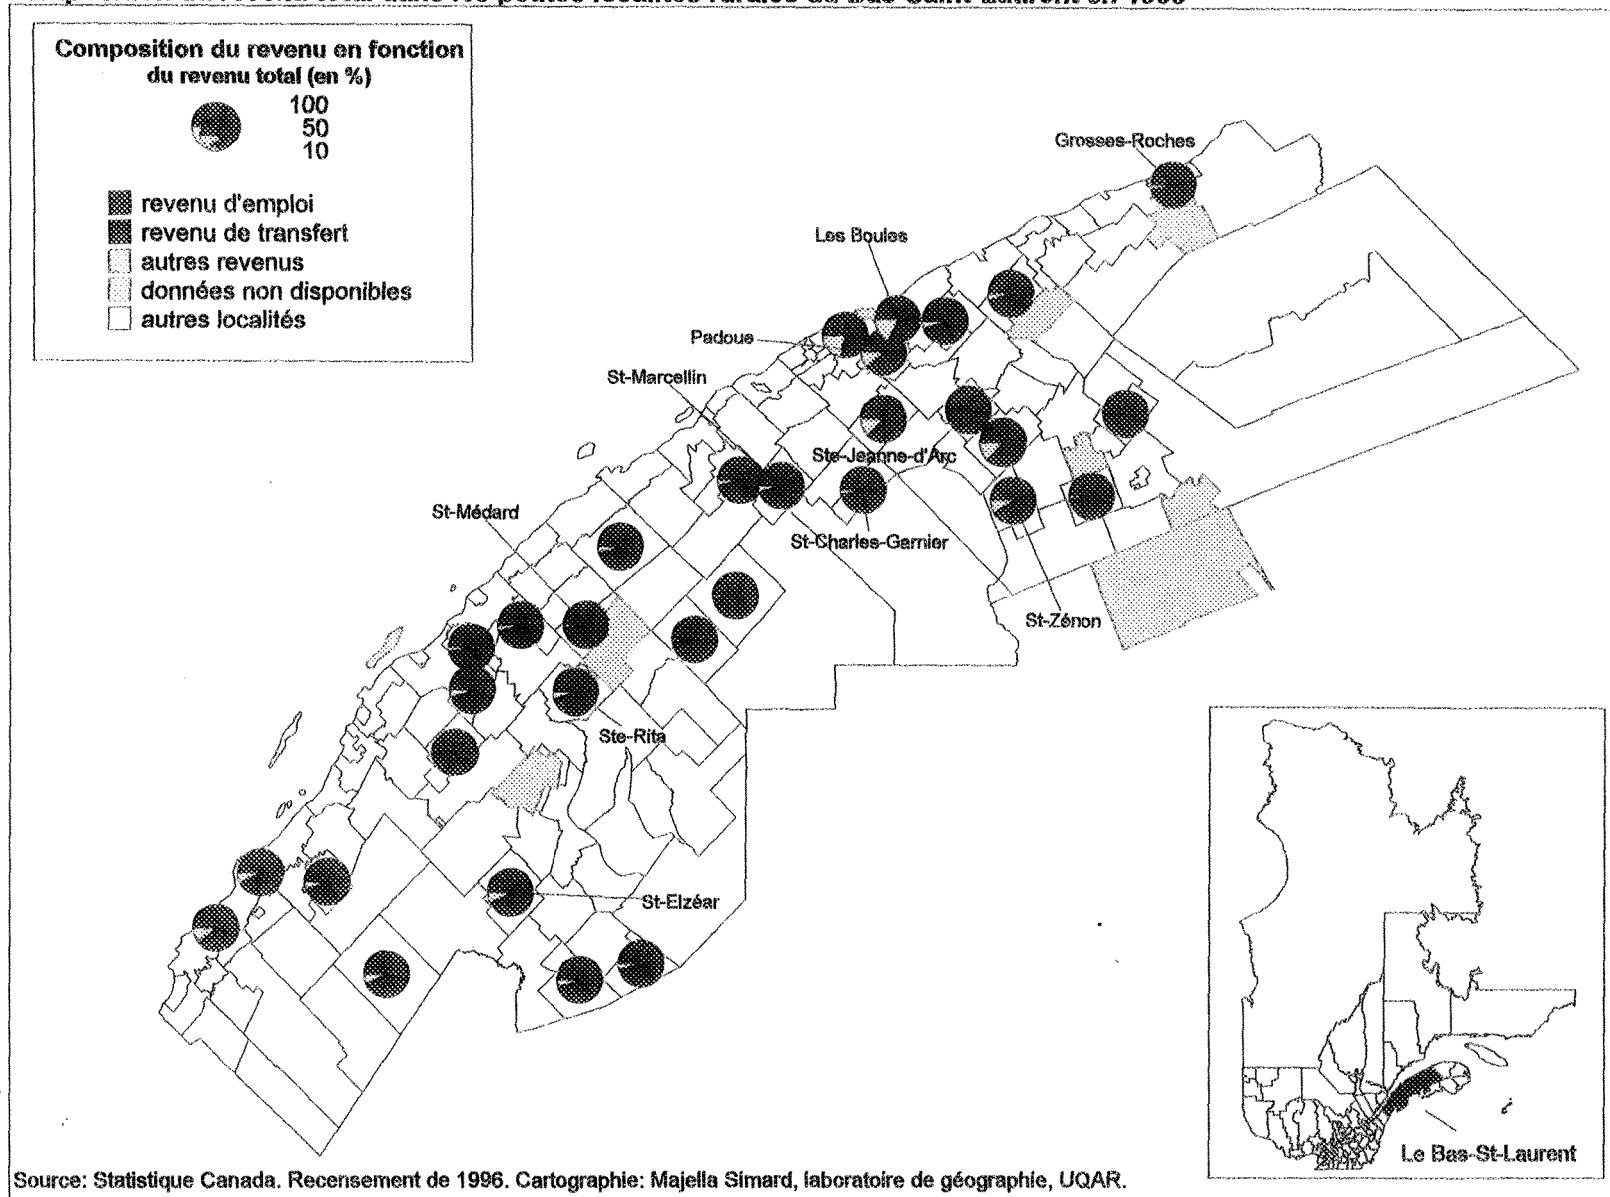 Composition du revenu en fonction
du revenu total (en %)
100
50
10
revenu d'emploi
revenu de transfert
autres revenus
données non disponibles
autres localités
Grosses-Roches
Les Boules
Padoue
St-Marcellin
Ste-Jeanne-d'Arc
St-Médard
St-Charles-Garnier
St-Zénon
Ste-Rita
St-Elzéar
Le Bas-St-Laurent
Source: Statistique Canada. Recensement de 1996. Cartographie: Majella Simard, laboratoire de géographie, UQAR.